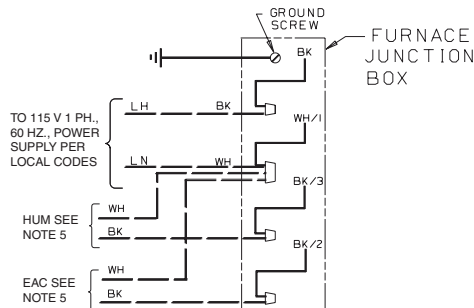 GROUND
SCREW
FURNACE
JUNCTION
BOX
BK
TO 115 V 1 PH.,
60 HZ., POWER
SUPPLY PER
LOCAL CODES
LH
BK
WH/1
LN
WH
BK/3
HUM SEE
NOTE 5
WH
BK
BK/2
EAC SEE
NOTE 5
WH
BK